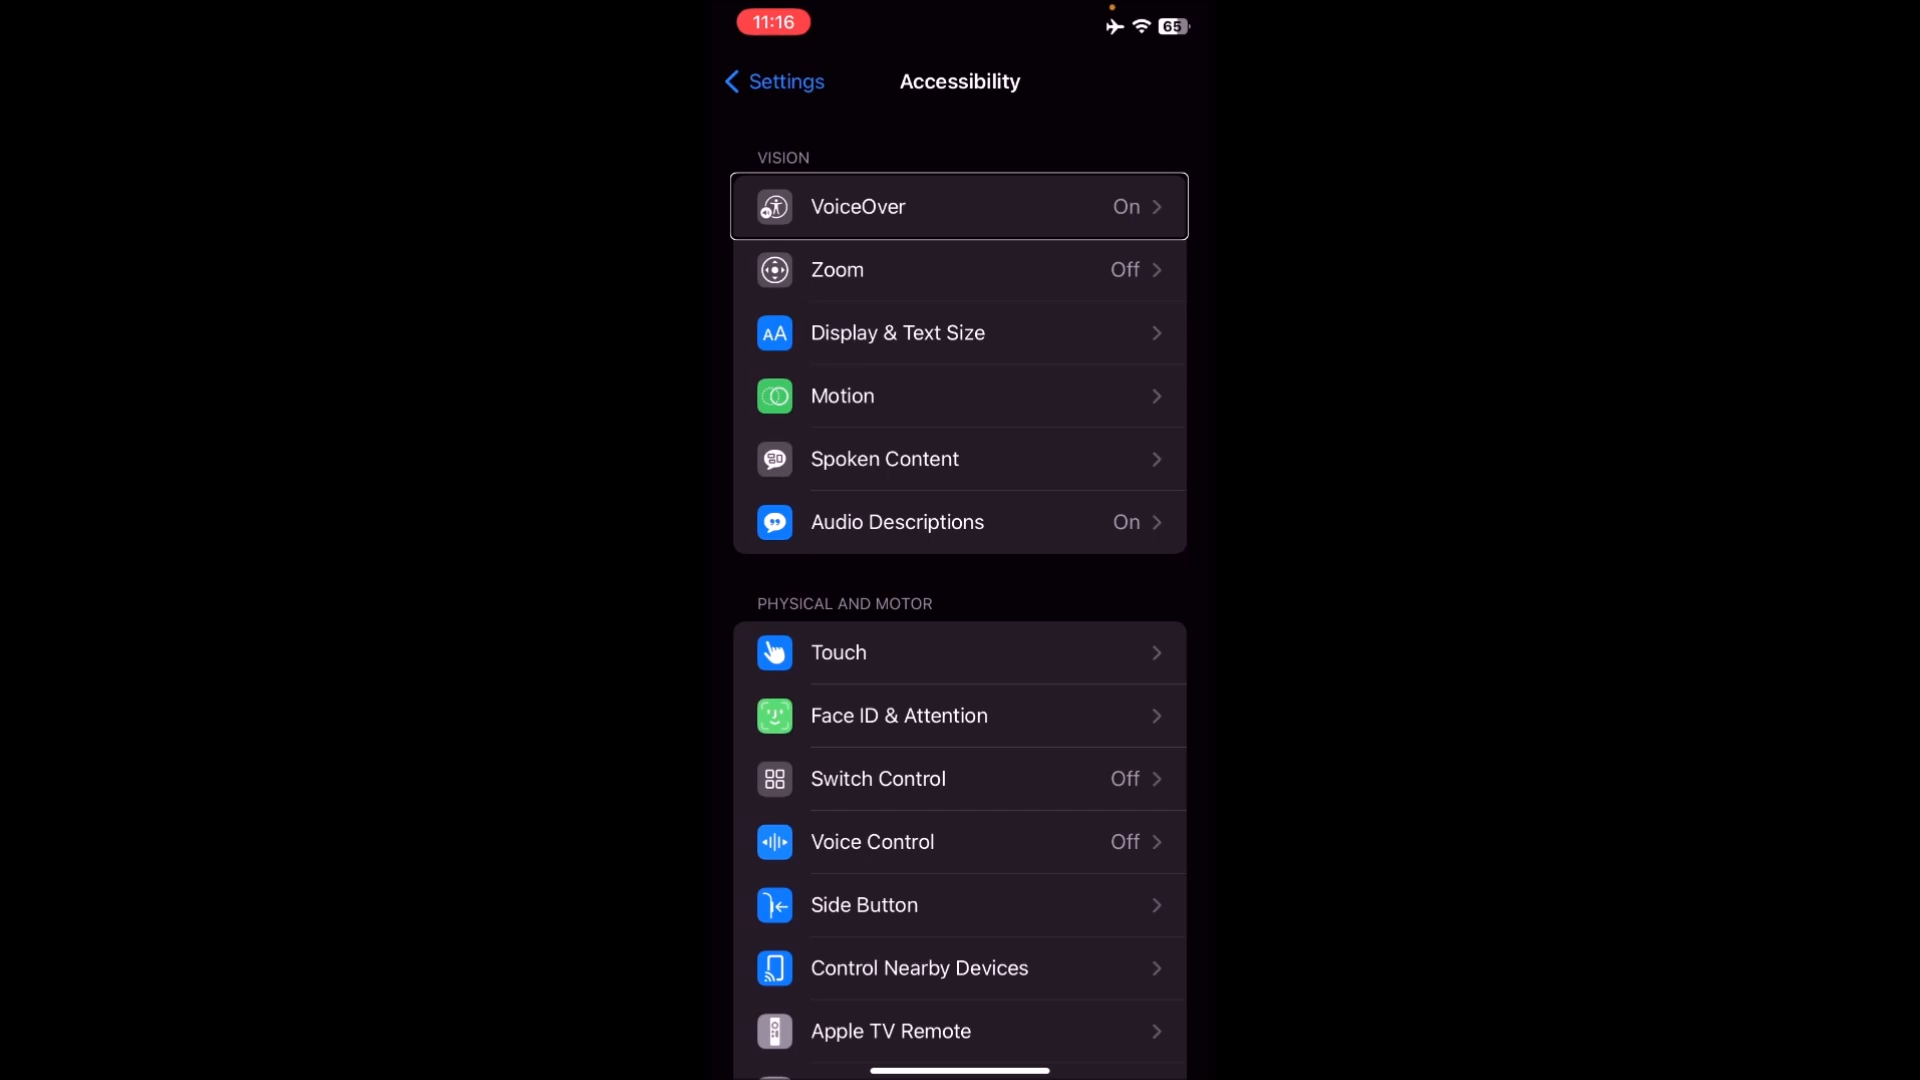 11:16
65
Settings
Accessibility
VISION
VoiceOver On
Zoom Off
AA Display & Text Size
Motion
Spoken Content
Audio Descriptions On
PHYSICAL AND MOTOR
Touch
Face ID & Attention
Switch Control Off
Voice Control Off
Side Button
Control Nearby Devices
Apple TV Remote